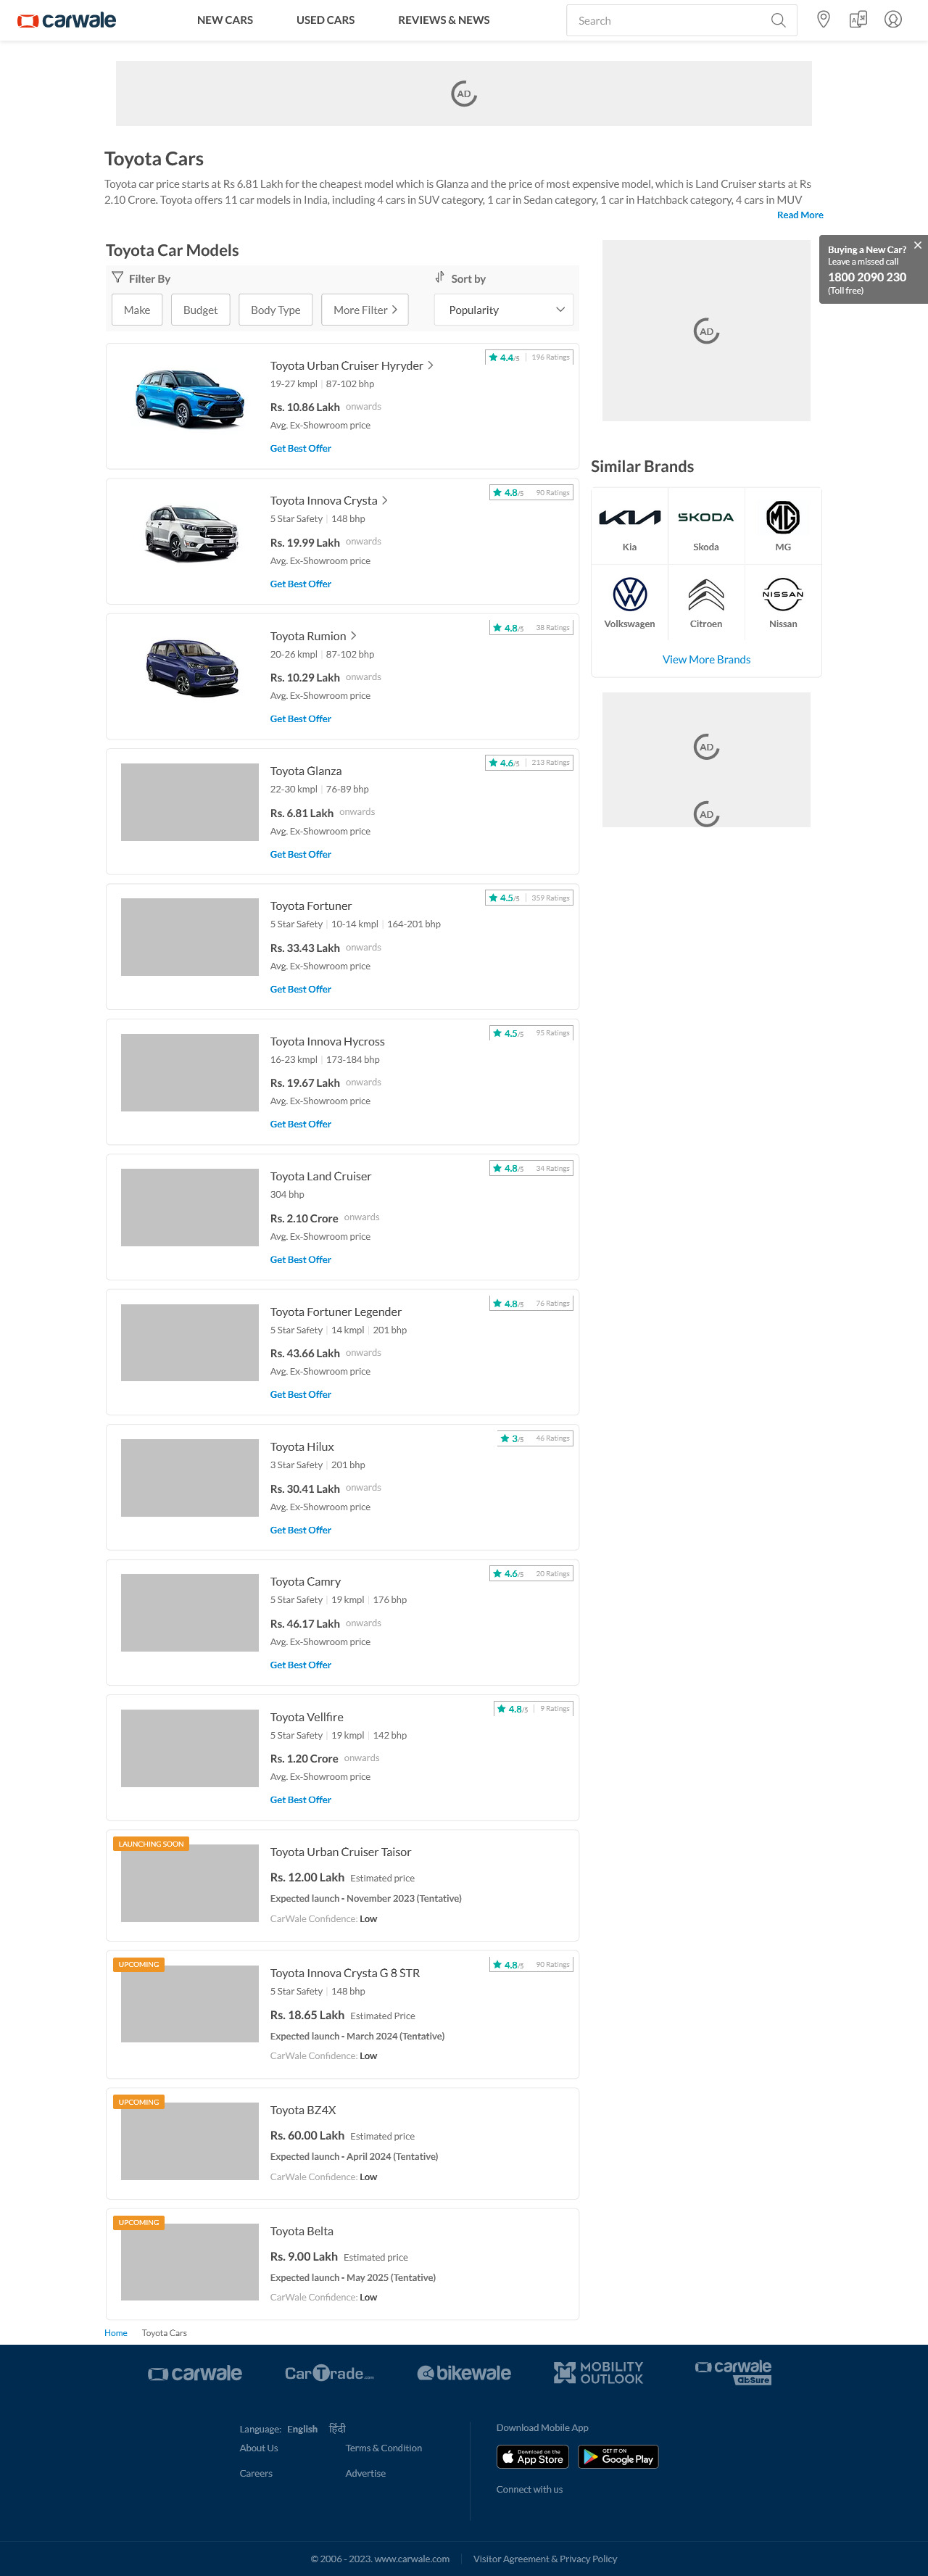 carwale
NEW CARS
USED CARS
REVIEWS & NEWS
Search
AD
Toyota Cars
Toyota car price starts at Rs 6.81 Lakh for the cheapest model which is Glanza and the price of most expensive model, which is Land Cruiser starts at Rs
2.10 Crore. Toyota offers 11 car models in India, including 4 cars in SUV category, 1 car in Sedan category, 1 car in Hatchback category, 4 cars in MUV
Read More
Toyota Car Models
Filter By
Sort by
Make
Budget
Body Type
More Filter
Popularity
Buying a New Car?
Leave a missed call
1800 2090 230
(Toll free)
AD
Toyota Urban Cruiser Hyryder
4.4/5 | 196 Ratings
19-27 kmpl | 87-102 bhp
Rs. 10.86 Lakh onwards
Avg. Ex-Showroom price
Get Best Offer
Toyota Innova Crysta
4.8/5 90 Ratings
5 Star Safety | 148 bhp
Rs. 19.99 Lakh onwards
Avg. Ex-Showroom price
Get Best Offer
Toyota Rumion
4.8/5 38 Ratings
20-26 kmpl | 87-102 bhp
Rs. 10.29 Lakh onwards
Avg. Ex-Showroom price
Get Best Offer
Toyota Glanza
4.6/5 | 213 Ratings
22-30 kmpl | 76-89 bhp
Rs. 6.81 Lakh onwards
Avg. Ex-Showroom price
Get Best Offer
Toyota Fortuner
4.5/5 | 359 Ratings
5 Star Safety | 10-14 kmpl | 164-201 bhp
Rs. 33.43 Lakh onwards
Avg. Ex-Showroom price
Get Best Offer
Toyota Innova Hycross
4.5/5 95 Ratings
16-23 kmpl | 173-184 bhp
Rs. 19.67 Lakh onwards
Avg. Ex-Showroom price
Get Best Offer
Toyota Land Cruiser
4.8/5 34 Ratings
304 bhp
Rs. 2.10 Crore onwards
Avg. Ex-Showroom price
Get Best Offer
Toyota Fortuner Legender
4.8/5 76 Ratings
5 Star Safety | 14 kmpl | 201 bhp
Rs. 43.66 Lakh onwards
Avg. Ex-Showroom price
Get Best Offer
Toyota Hilux
3/5 46 Ratings
3 Star Safety | 201 bhp
Rs. 30.41 Lakh onwards
Avg. Ex-Showroom price
Get Best Offer
Toyota Camry
4.6/5 20 Ratings
5 Star Safety | 19 kmpl | 176 bhp
Rs. 46.17 Lakh onwards
Avg. Ex-Showroom price
Get Best Offer
Toyota Vellfire
4.8/5 | 9 Ratings
5 Star Safety | 19 kmpl | 142 bhp
Rs. 1.20 Crore onwards
Avg. Ex-Showroom price
Get Best Offer
LAUNCHING SOON
Toyota Urban Cruiser Taisor
Rs. 12.00 Lakh Estimated price
Expected launch - November 2023 (Tentative)
CarWale Confidence: Low
UPCOMING
Toyota Innova Crysta G 8 STR
4.8/5 90 Ratings
5 Star Safety | 148 bhp
Rs. 18.65 Lakh Estimated Price
Expected launch - March 2024 (Tentative)
CarWale Confidence: Low
UPCOMING
Toyota BZ4X
Rs. 60.00 Lakh Estimated price
Expected launch - April 2024 (Tentative)
CarWale Confidence: Low
UPCOMING
Toyota Belta
Rs. 9.00 Lakh Estimated price
Expected launch - May 2025 (Tentative)
CarWale Confidence: Low
Similar Brands
KIA
SKODA
MG
Kia
Skoda
MG
NISSAN
Volkswagen
Citroen
Nissan
View More Brands
AD
AD
Home
Toyota Cars
carwale
CarTrade.com
bikewale
MOBILITY
OUTLOOK
carwale
abSure
Language: English हिंदी
About Us
Terms & Condition
Careers
Advertise
Download Mobile App
Download on the
App Store
GET IT ON
Google Play
Connect with us
© 2006 - 2023. www.carwale.com
Visitor Agreement & Privacy Policy